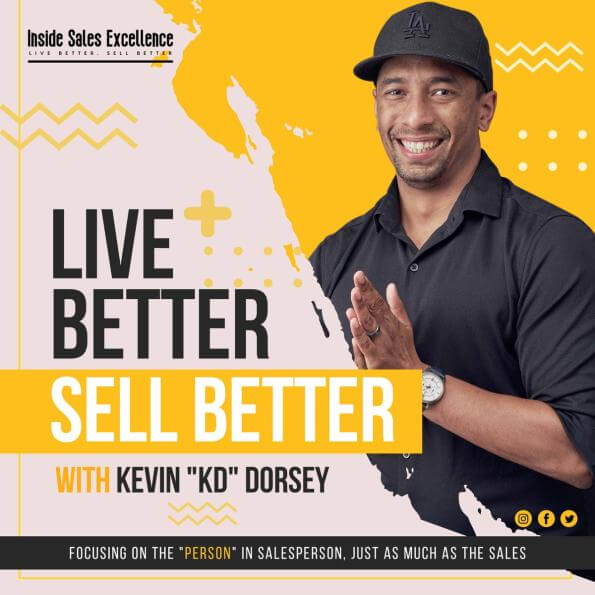 Inside Sales Excellence
LIVE BETTER. SELL BETTER
LA
LIVE
BETTER
SELL BETTER
WITH KEVIN "KD" DORSEY
FOCUSING ON THE "PERSON" IN SALESPERSON, JUST AS MUCH AS THE SALES